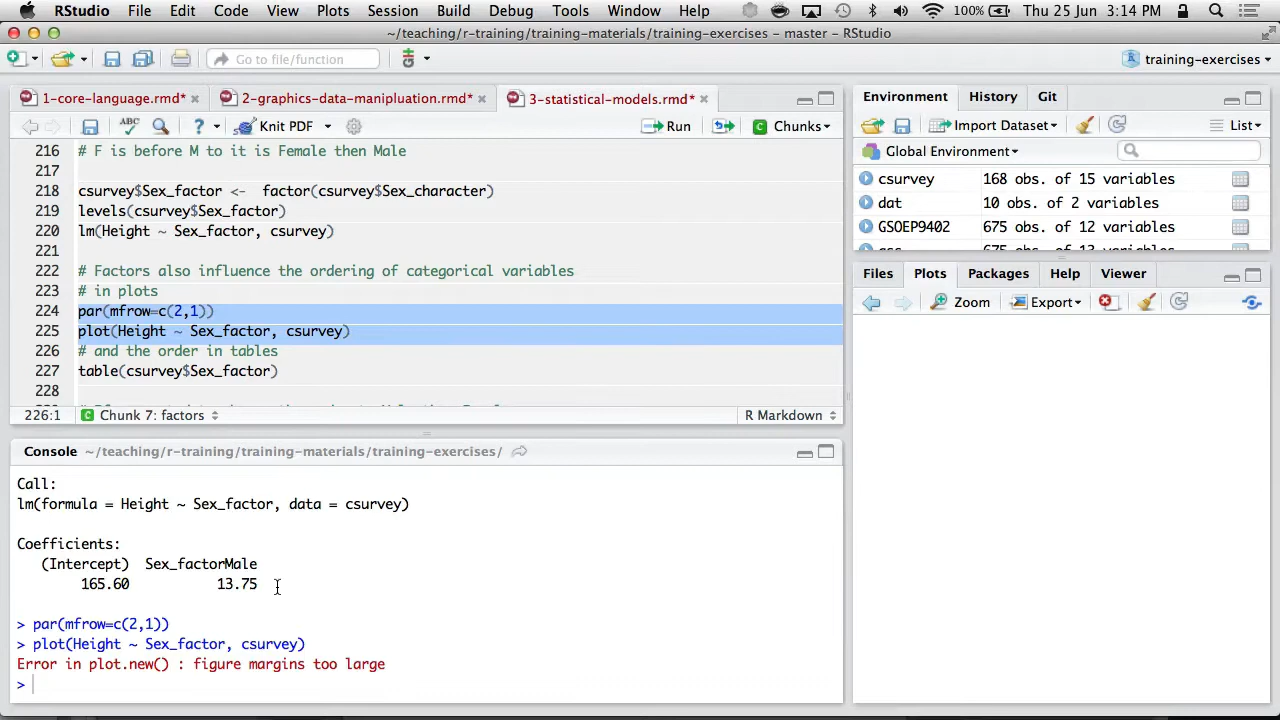 RStudio File Edit Code View Plots Session Build Debug Tools Window Help 100% Thu 25 Jun 3:14 PM
~/teaching/r-training/training-materials/training-exercises - master - RStudio
Go to file/function training-exercises
1-core-language.rmd* 2-graphics-data-manipluation.rmd* 3-statistical-models.rmd*
ABC ? Knit PDF Run Chunks
216 # F is before M to it is Female then Male
217
218 csurvey$Sex_factor <- factor(csurvey$Sex_character)
219 levels(csurvey$Sex_factor)
220 lm(Height ~ Sex_factor, csurvey)
221
222 # Factors also influence the ordering of categorical variables
223 # in plots
224 par(mfrow=c(2,1))
225 plot(Height ~ Sex_factor, csurvey)
226 # and the order in tables
227 table(csurvey$Sex_factor)
228
226:1 Chunk 7: factors R Markdown
Console ~/teaching/r-training/training-materials/training-exercises/
Call:
lm(formula = Height ~ Sex_factor, data = csurvey)
Coefficients:
(Intercept) Sex_factorMale
165.60 13.75
> par(mfrow=c(2,1))
> plot(Height ~ Sex_factor, csurvey)
Error in plot.new() : figure margins too large
>
Environment History Git
Import Dataset List
Global Environment
csurvey 168 obs. of 15 variables
dat 10 obs. of 2 variables
GSOEP9402 675 obs. of 12 variables
Files Plots Packages Help Viewer
Zoom Export